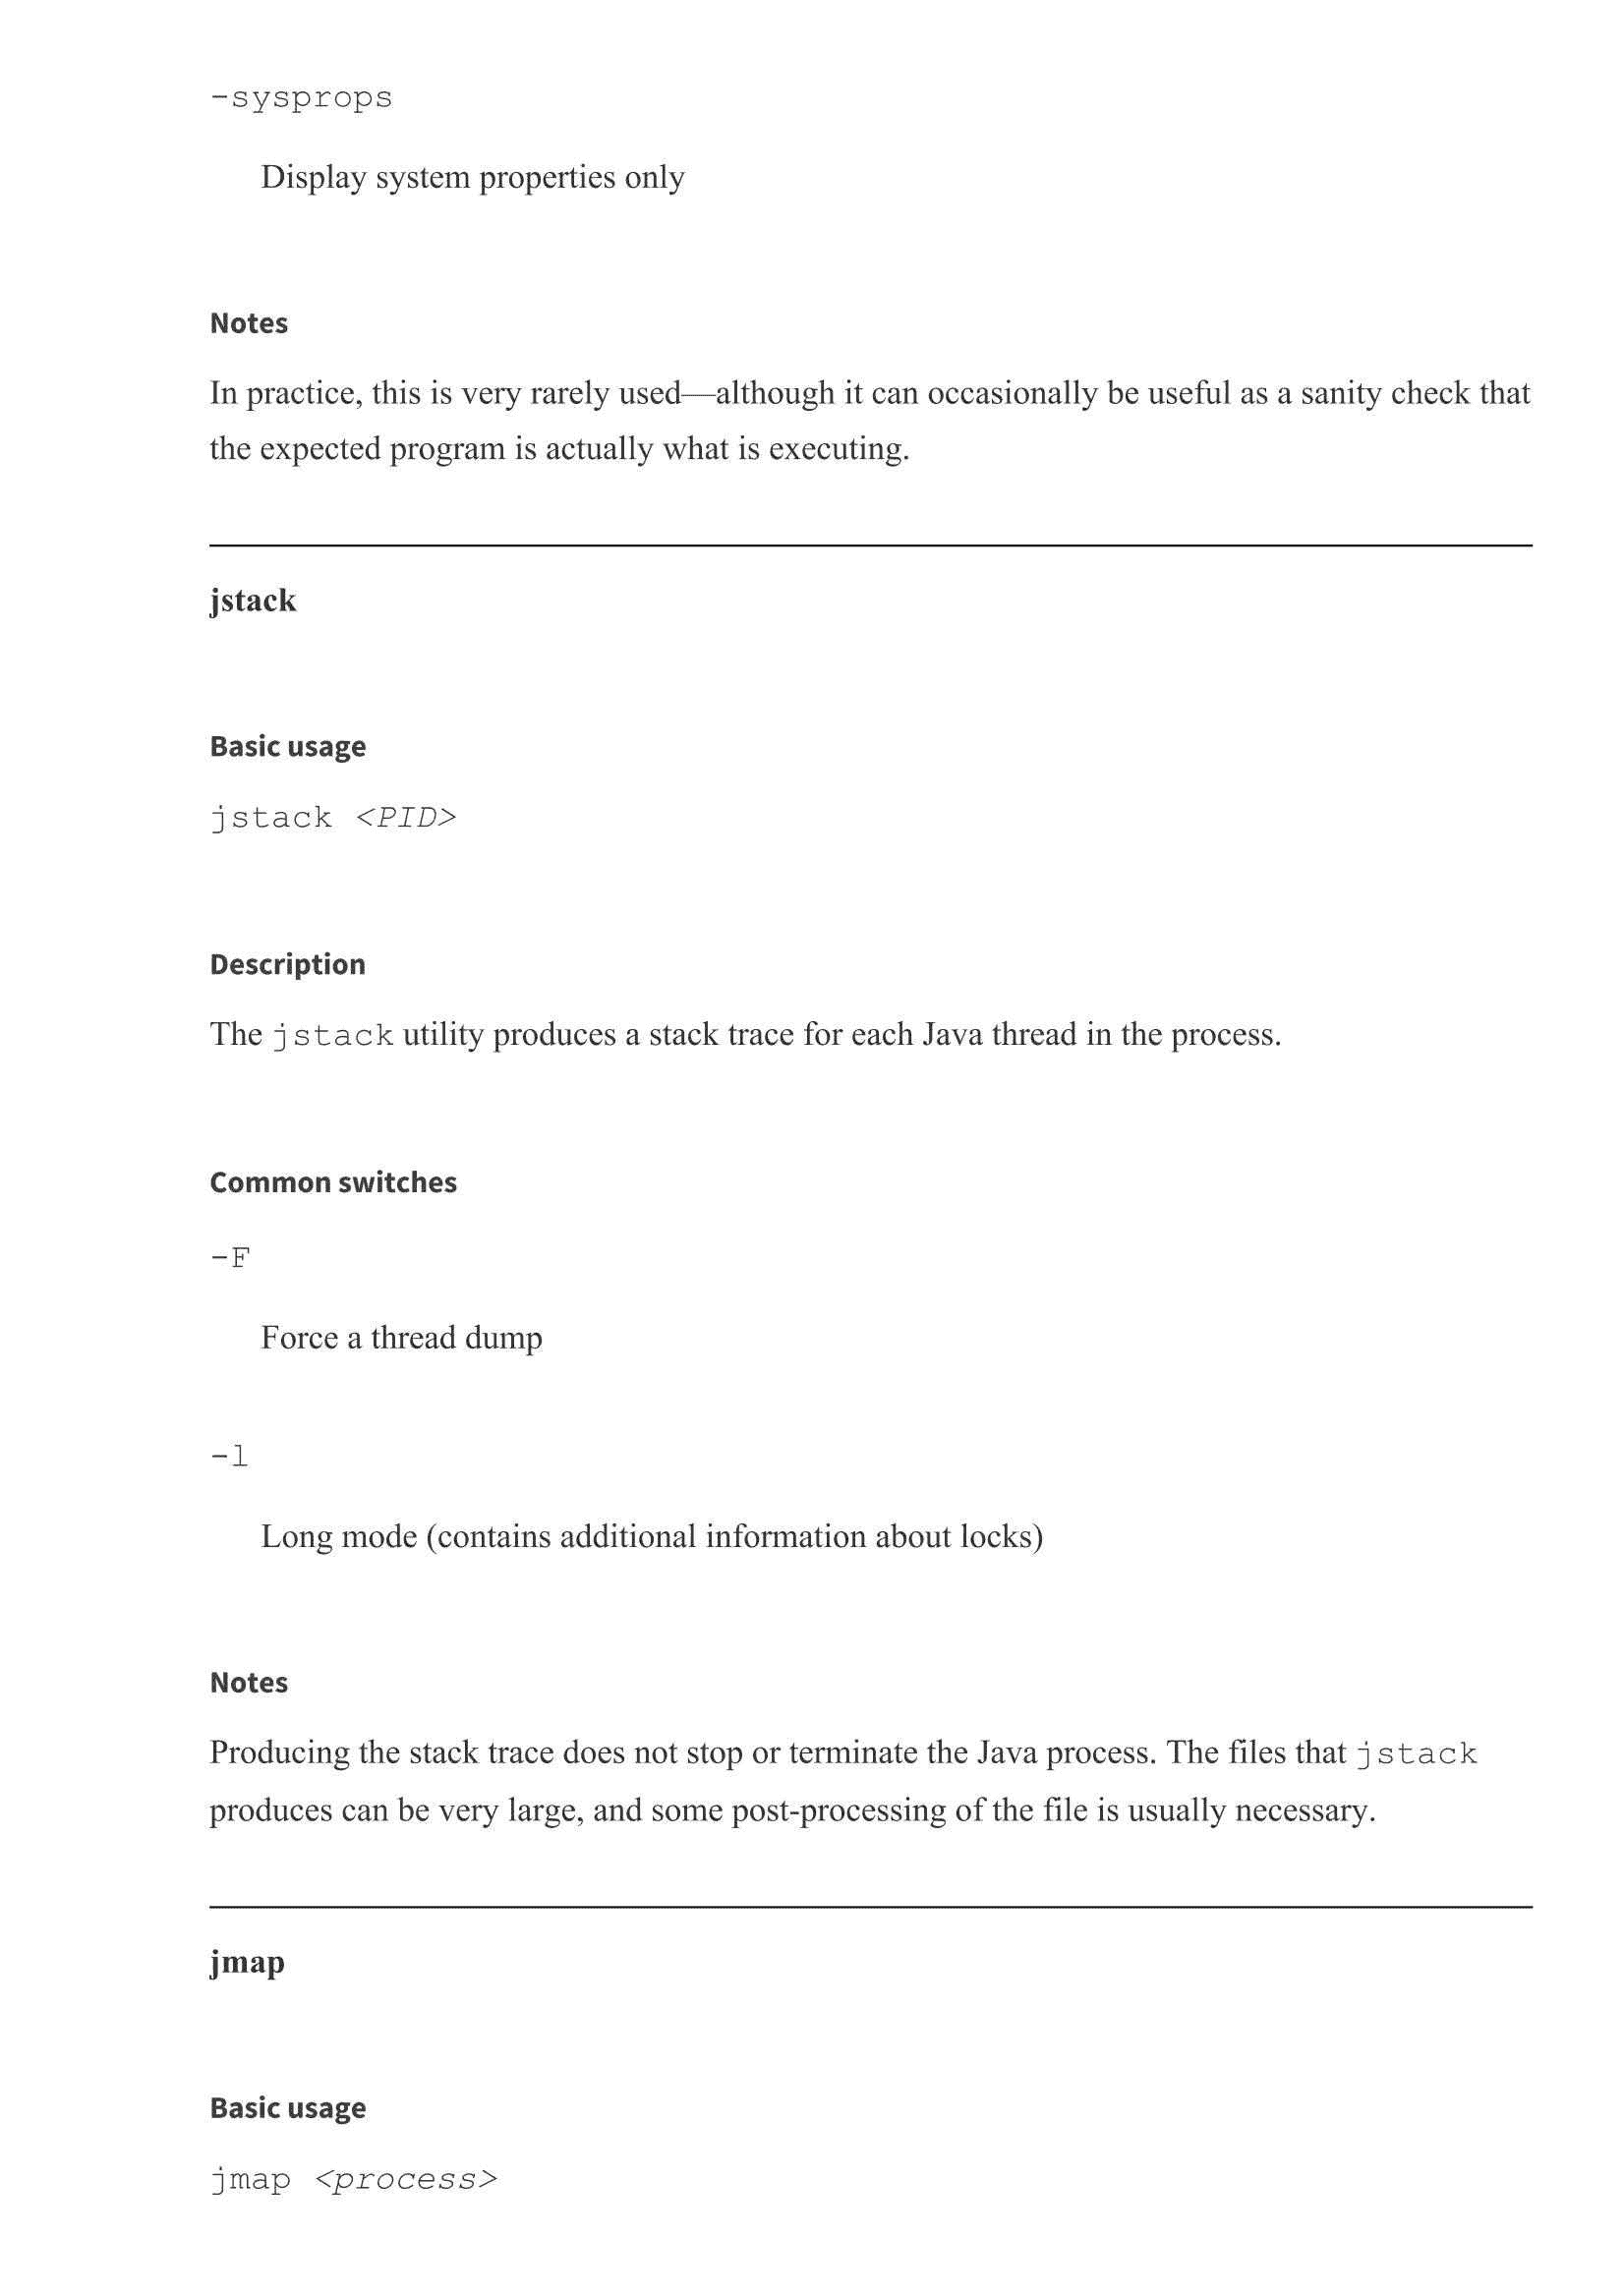 -sysprops
Display system properties only
Notes
In practice, this is very rarely used—although it can occasionally be useful as a sanity check that
the expected program is actually what is executing.
jstack
Basic usage
jstack <PID>
Description
The jstack utility produces a stack trace for each Java thread in the process.
Common switches
-F
Force a thread dump
-l
Long mode (contains additional information about locks)
Notes
Producing the stack trace does not stop or terminate the Java process. The files that jstack
produces can be very large, and some post-processing of the file is usually necessary.
jmap
Basic usage
jmap <process>